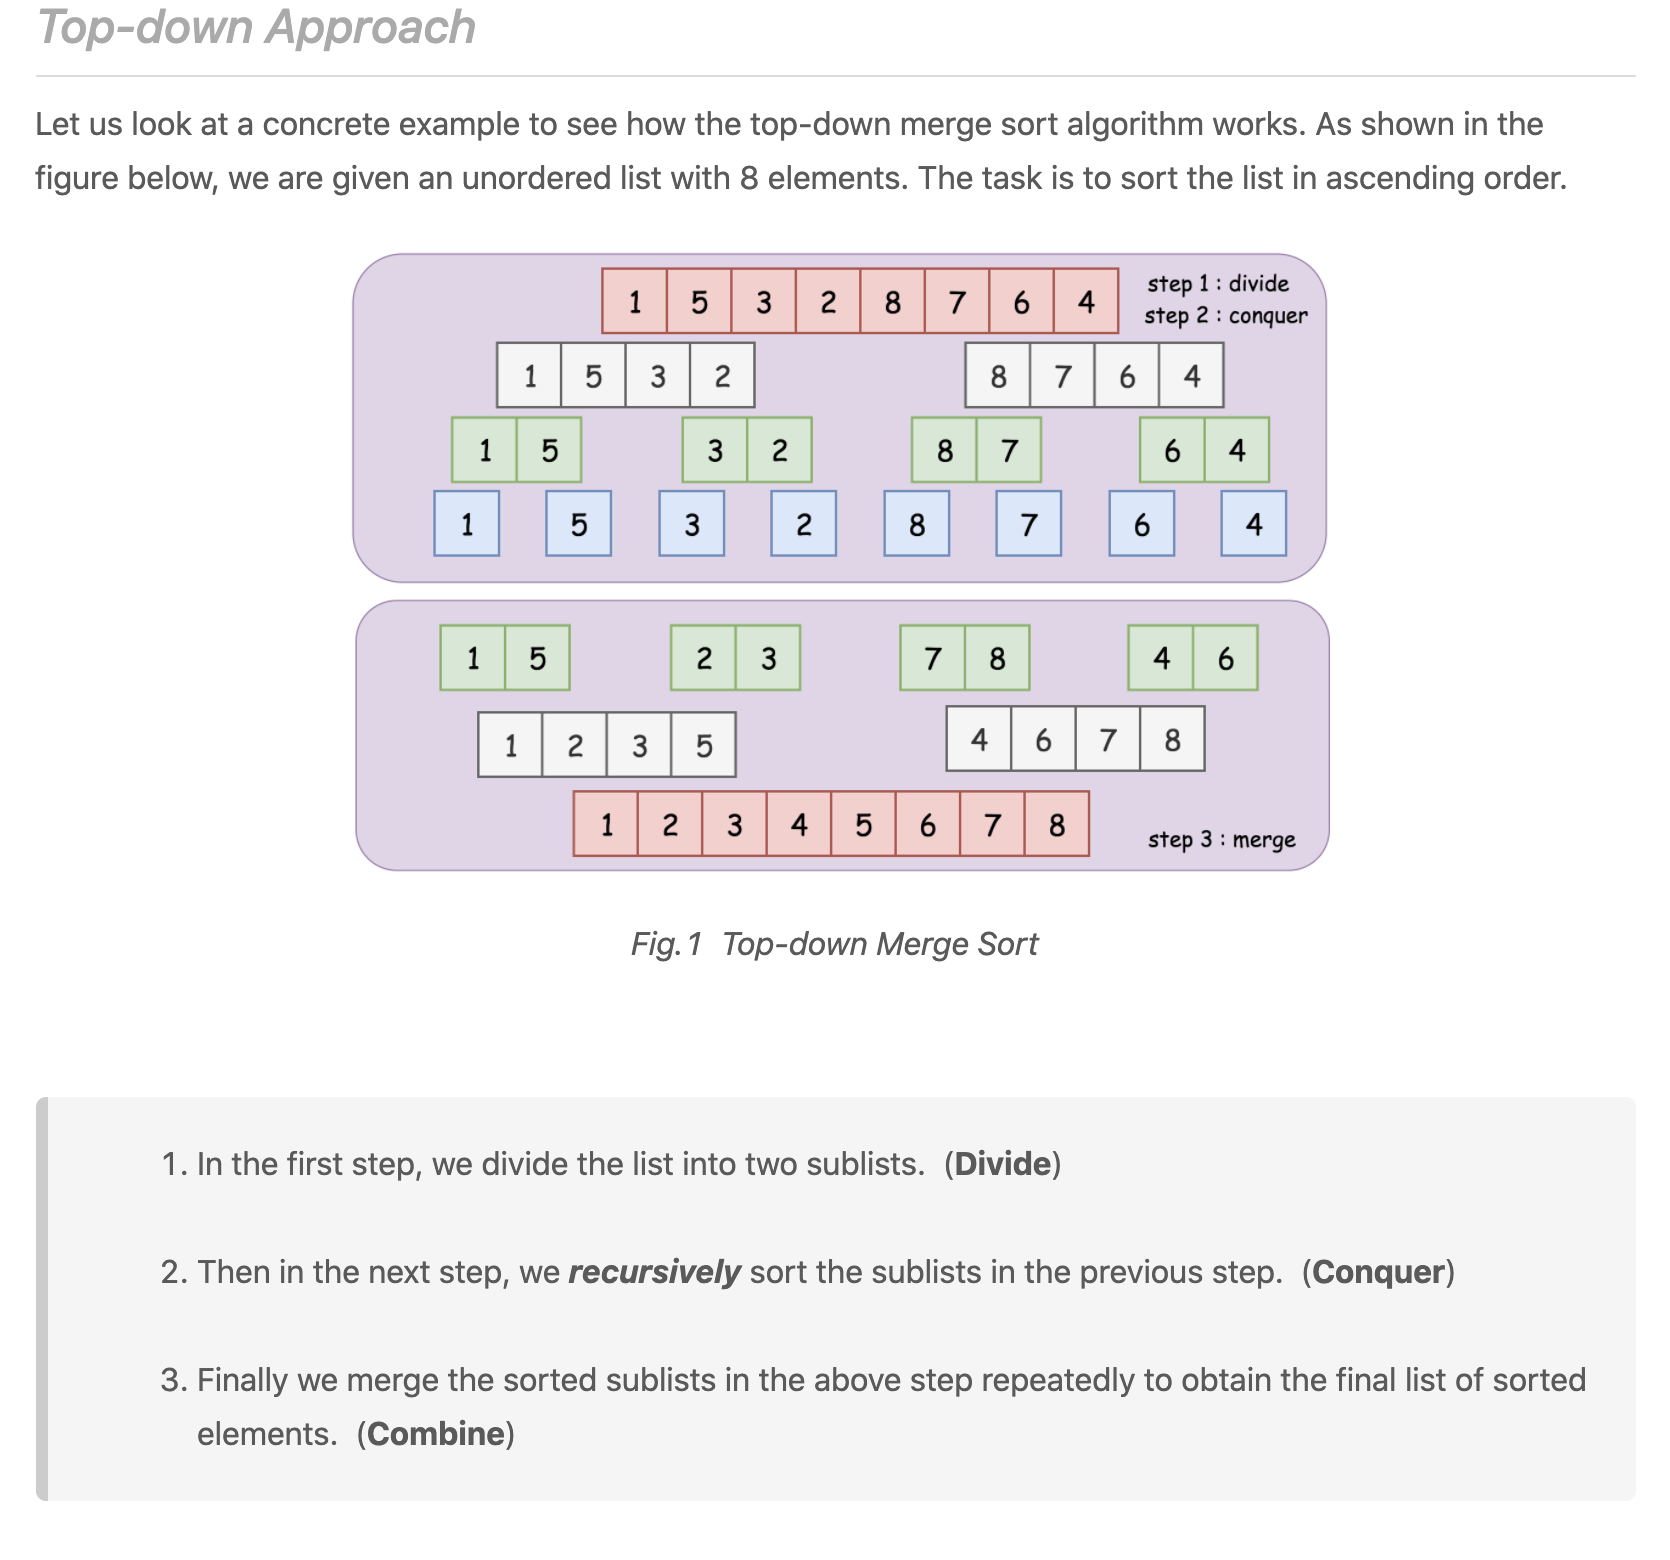 Top-down Approach
Let us look at a concrete example to see how the top-down merge sort algorithm works. As shown in the
figure below, we are given an unordered list with 8 elements. The task is to sort the list in ascending order.
1 5 3 2 8 7 6 4
step 1 : divide
step 2 : conquer
1 5 3 2 8 7 6 4
1 5 3 2 8 7 6 4
1 5 3 2 8 7 6 4
1 5 2 3 7 8 4 6
1 2 3 5 4 6 7 8
1 2 3 4 5 6 7 8
step 3 : merge
Fig. 1 Top-down Merge Sort
1. In the first step, we divide the list into two sublists. (Divide)
2. Then in the next step, we recursively sort the sublists in the previous step. (Conquer)
3. Finally we merge the sorted sublists in the above step repeatedly to obtain the final list of sorted
elements. (Combine)